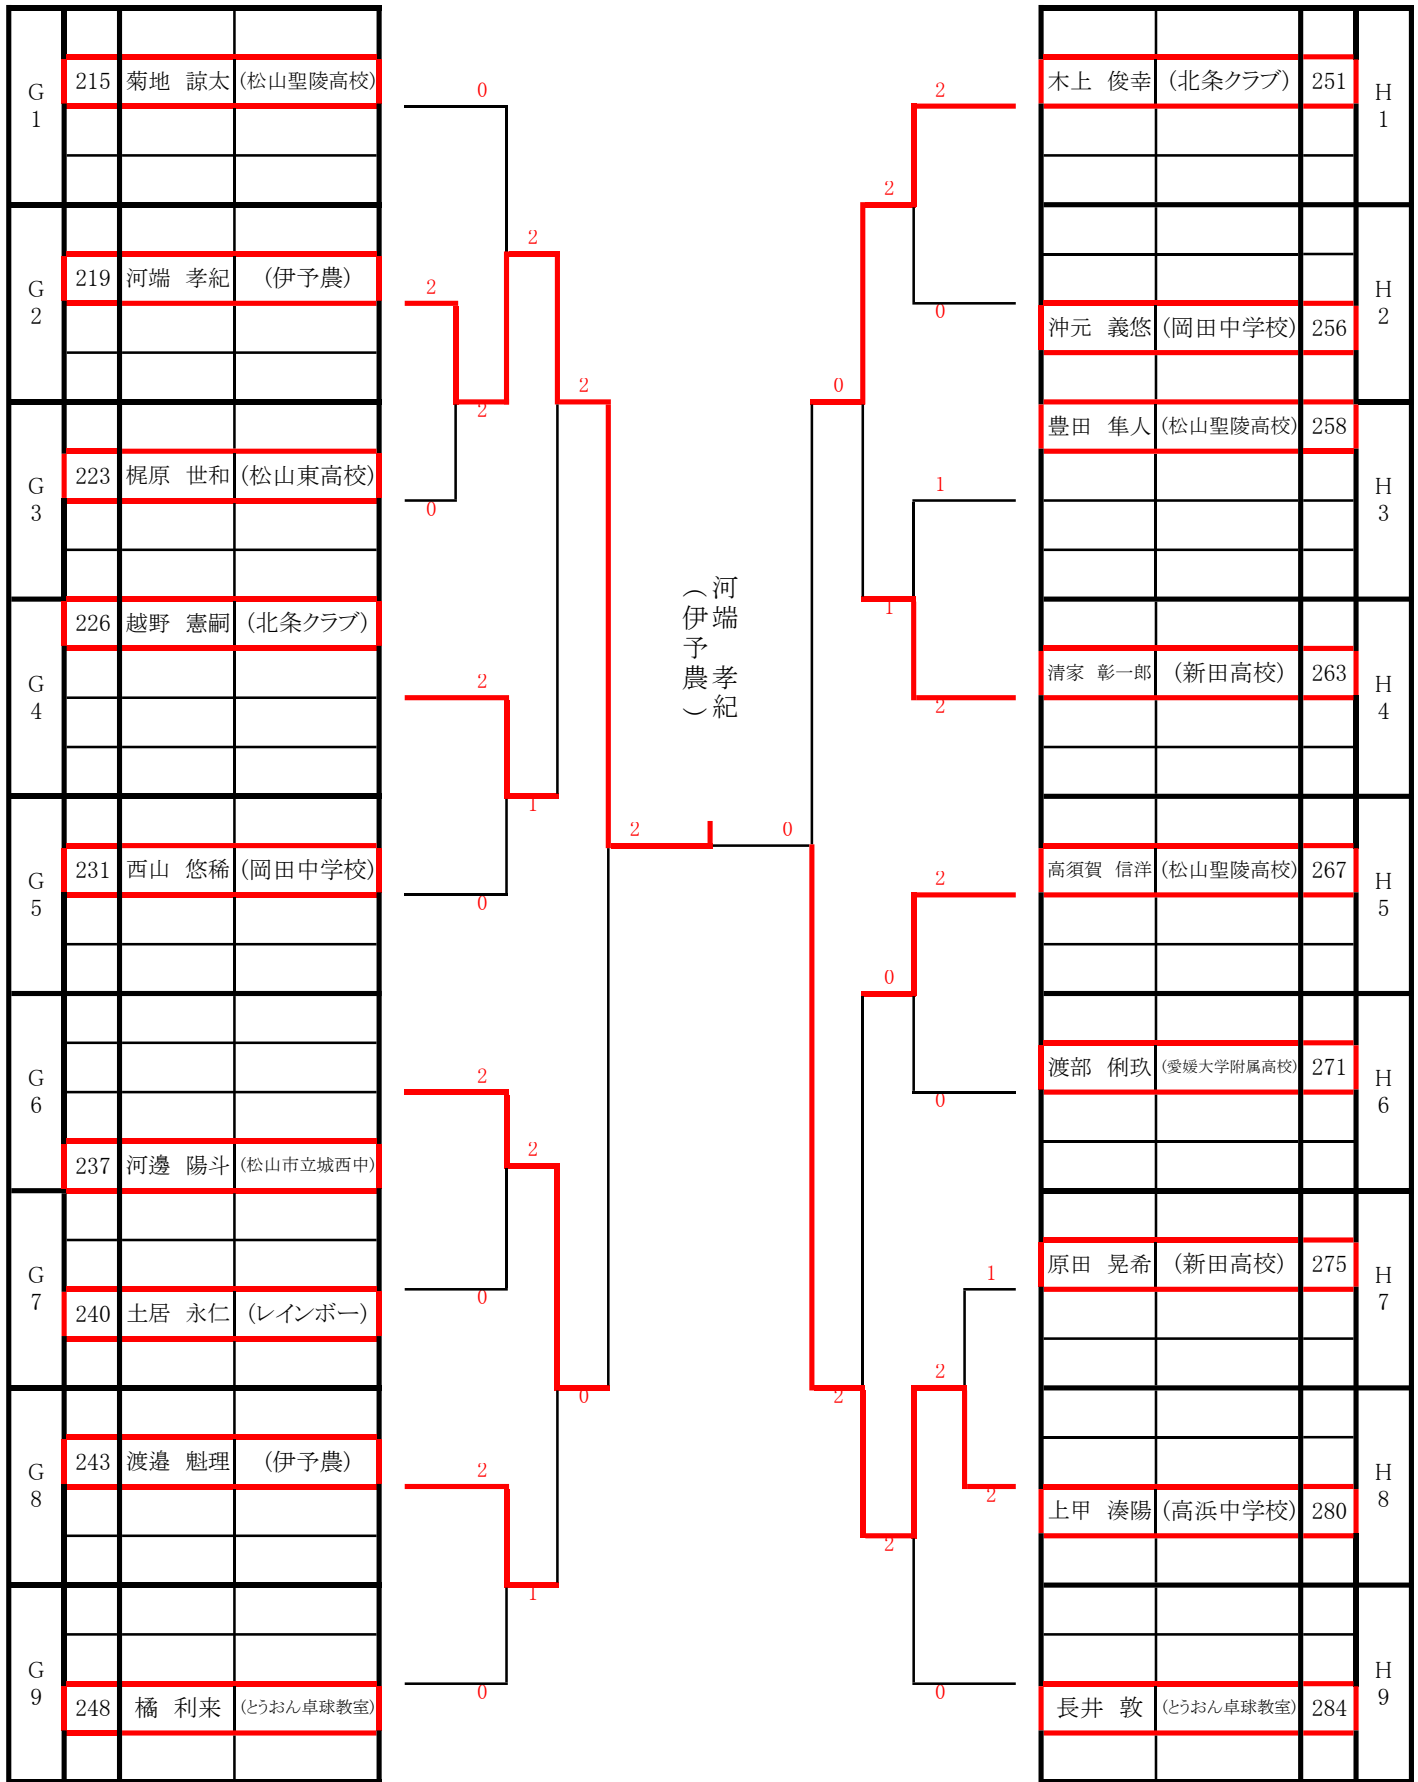 G
1
215 菊地 諒太 (松山聖陵高校)
G
2
219 河端 孝紀 (伊予農)
G
3
223 梶原 世和 (松山東高校)
G
4
226 越野 憲嗣 (北条クラブ)
G
5
231 西山 悠稀 (岡田中学校)
G
6
237 河邊 陽斗 (松山市立城西中)
G
7
240 土居 永仁 (レインボー)
G
8
243 渡邉 魁理 (伊予農)
G
9
248 橘 利来 (とうおん卓球教室)
0
2
2
2
2
0
2
1
0
2
2
0
0
2
1
0
2
0
河端 孝紀
(伊予農)
2
2
0
0
1
1
2
2
0
0
1
2
2
2
2
0
木上 俊幸 (北条クラブ) 251
H
1
沖元 義悠 (岡田中学校) 256
H
2
豊田 隼人 (松山聖陵高校) 258
H
3
清家 彰一郎 (新田高校) 263
H
4
高須賀 信洋 (松山聖陵高校) 267
H
5
渡部 俐玖 (愛媛大学附属高校) 271
H
6
原田 晃希 (新田高校) 275
H
7
上甲 湊陽 (高浜中学校) 280
H
8
長井 敦 (とうおん卓球教室) 284
H
9